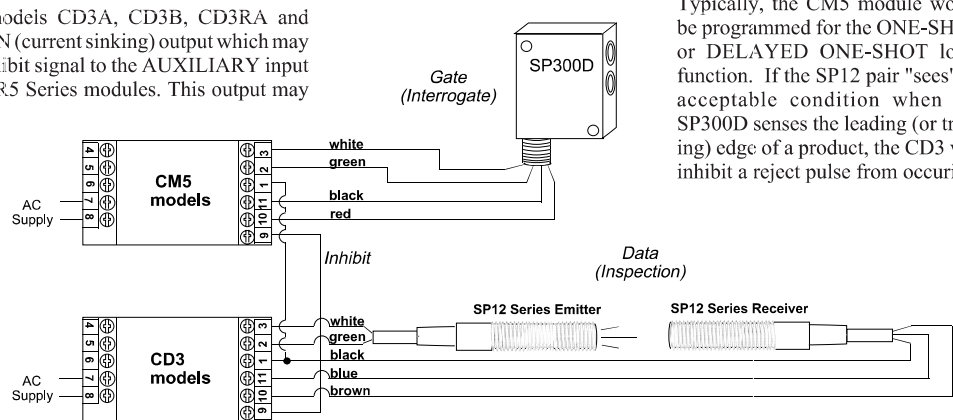 models CD3A, CD3B, CD3RA and
N (current sinking) output which may
ibit signal to the AUXILIARY input
R5 Series modules. This output may
Gate
(Interrogate)
SP300D
Typically, the CM5 module wo
be programmed for the ONE-SH
or DELAYED ONE-SHOT lo
function. If the SP12 pair "sees"
acceptable condition when
SP300D senses the leading (or tr
ing) edge of a product, the CD3 w
inhibit a reject pulse from occuri
4
5
6
7
8
CM5
models
3
2
1
11
10
9
AC
Supply
white
green
black
red
Inhibit
Data
(Inspection)
SP12 Series Emitter
SP12 Series Receiver
4
5
6
7
8
CD3
models
3
2
1
11
10
9
AC
Supply
white
green
black
blue
brown